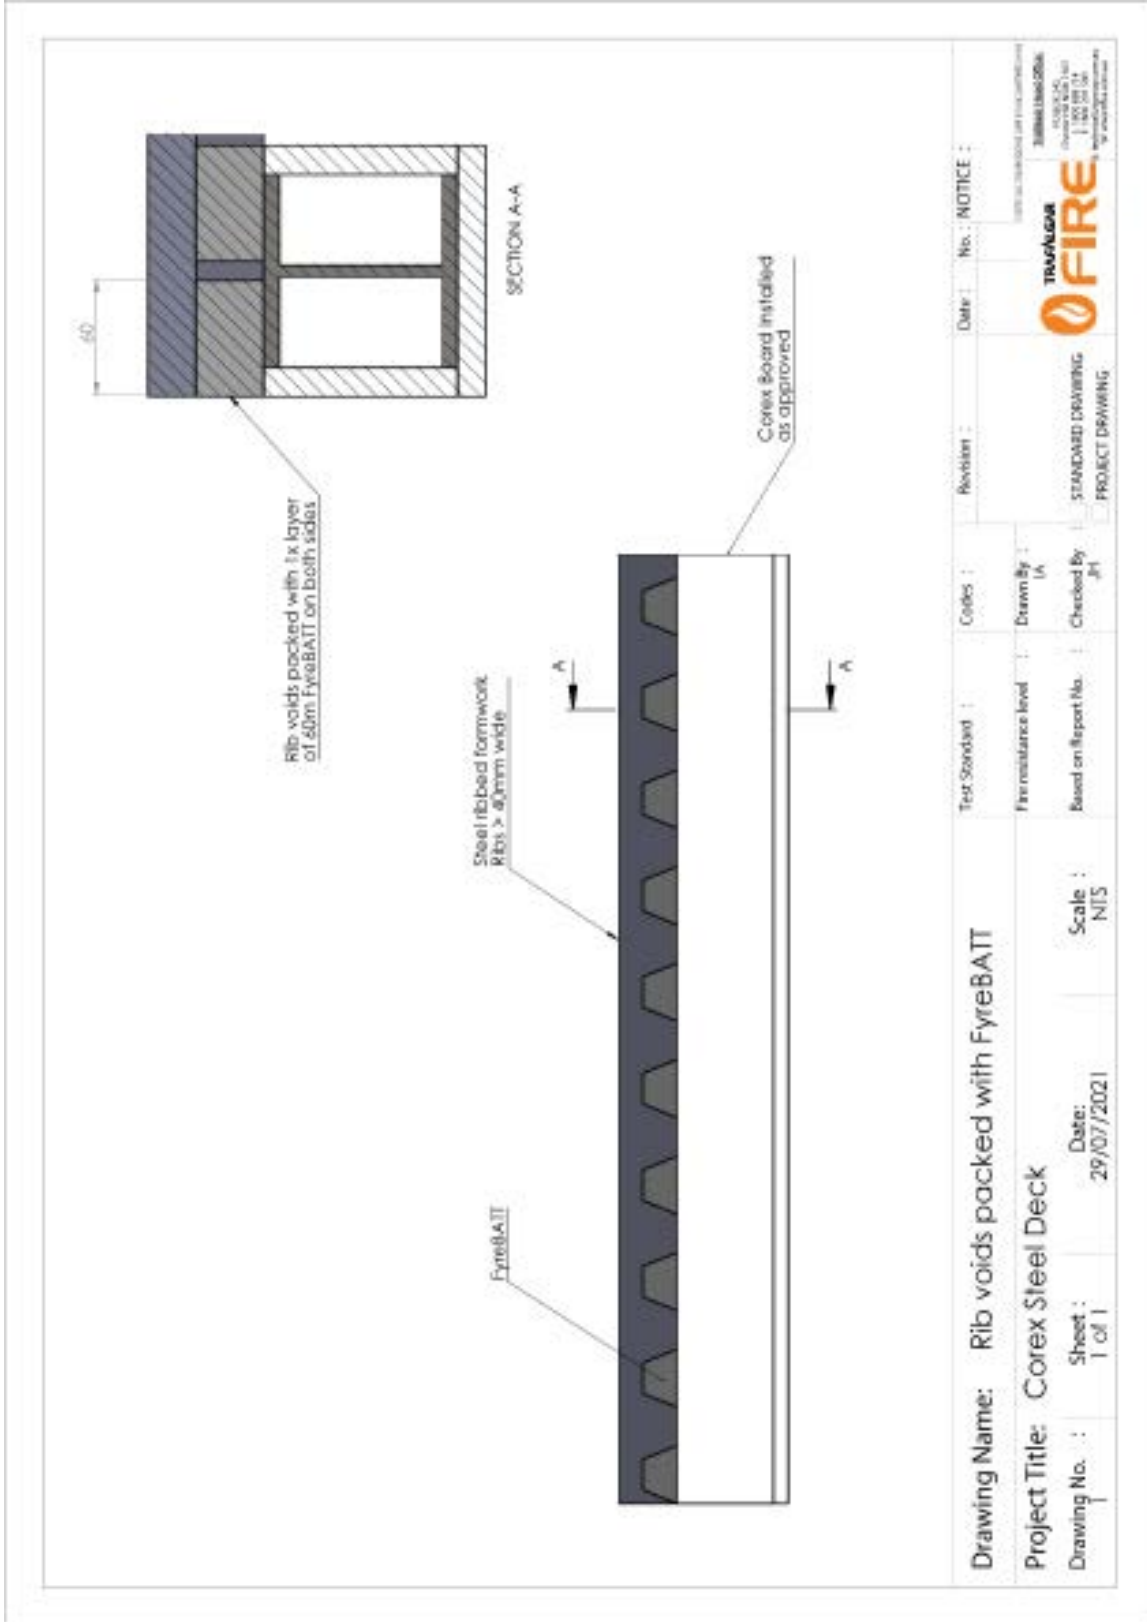 60
SECTION A-A
Rib voids packed with 1x layer
of 60m FyreBATT on both sides
Steel ribbed formwork
Ribs > 40mm wide
FyreBATT
A
A
Corex Board Installed
as approved
Drawing Name: Rib voids packed with FyreBATT
Project Title: Corex Steel Deck
Drawing No. :
1
Sheet :
1 of 1
Date:
29/07/2021
Scale :
NTS
Test Standard :
Fire resistance level :
Based on Report No. :
Codes :
Drawn By :
IA
Checked By :
JH
Revision :
Date :
No. :
NOTICE :
STANDARD DRAWING
PROJECT DRAWING
TRAFALGAR
FIRE